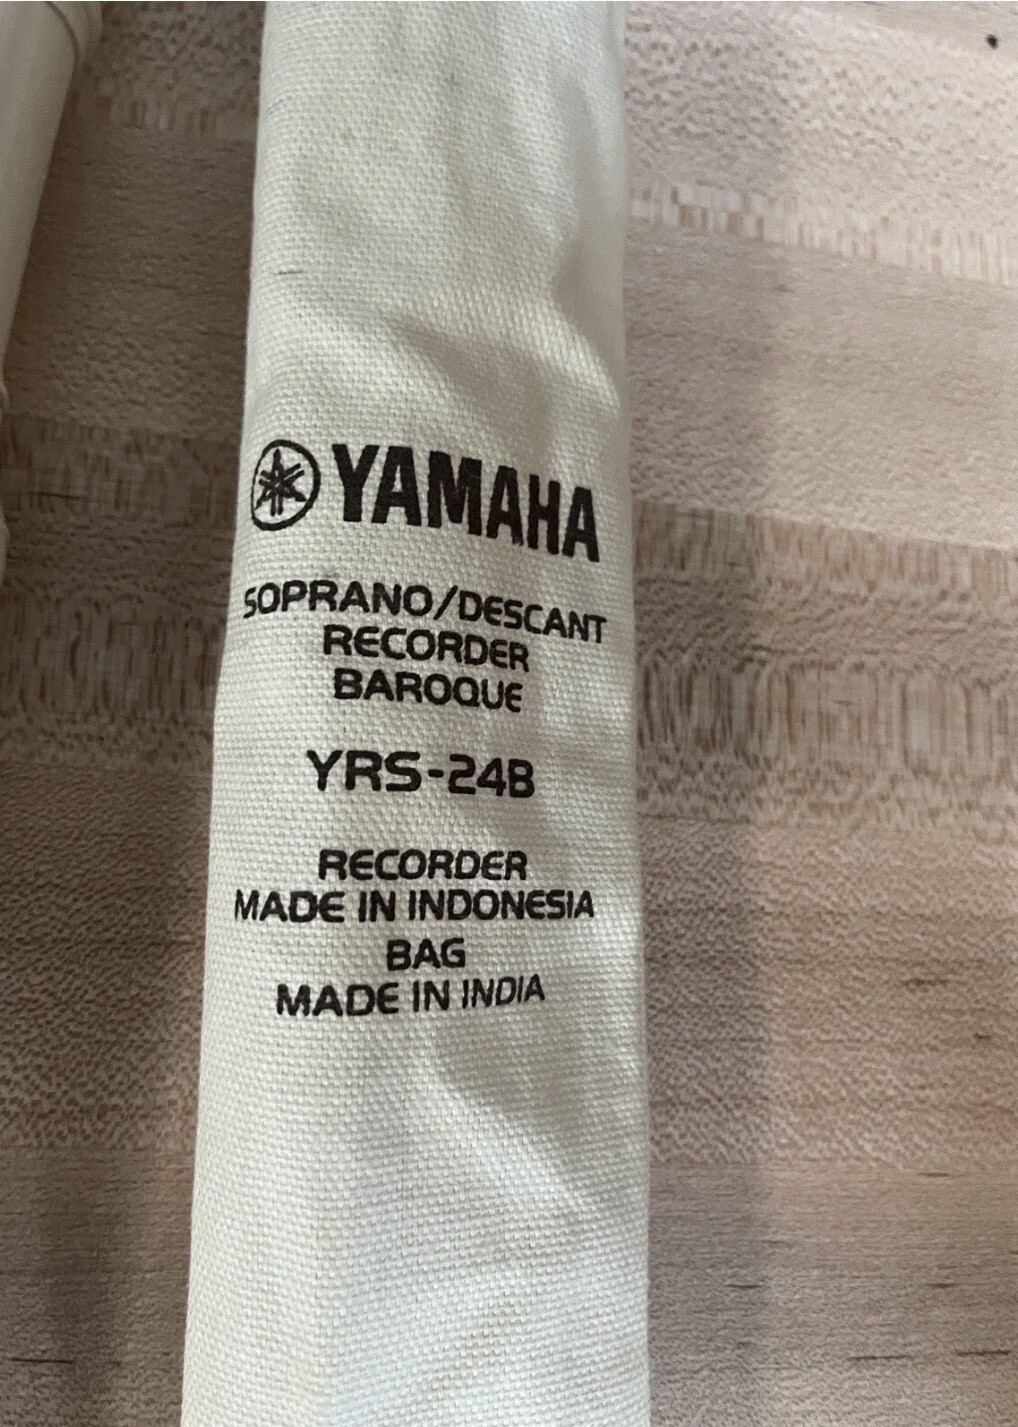 YAMAHA
SOPRANO/DESCANT
RECORDER
BAROQUE
YRS-24B
RECORDER
MADE IN INDONESIA
BAG
MADE IN INDIA